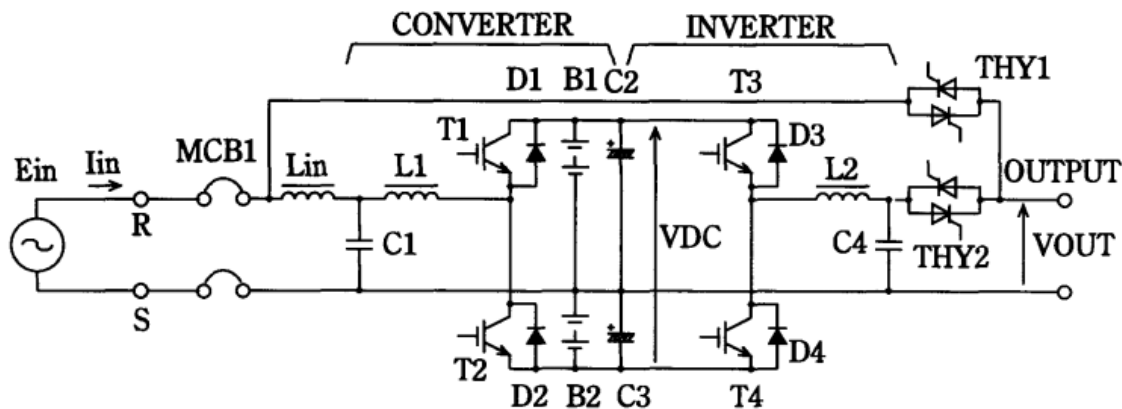 CONVERTER INVERTER
D1 B1 C2 T3 THY1
T1 D3
Ein Iin MCB1 Lin L1 L2 OUTPUT
R
C1 VDC C4 THY2 VOUT
S
T2 D4
D2 B2 C3 T4